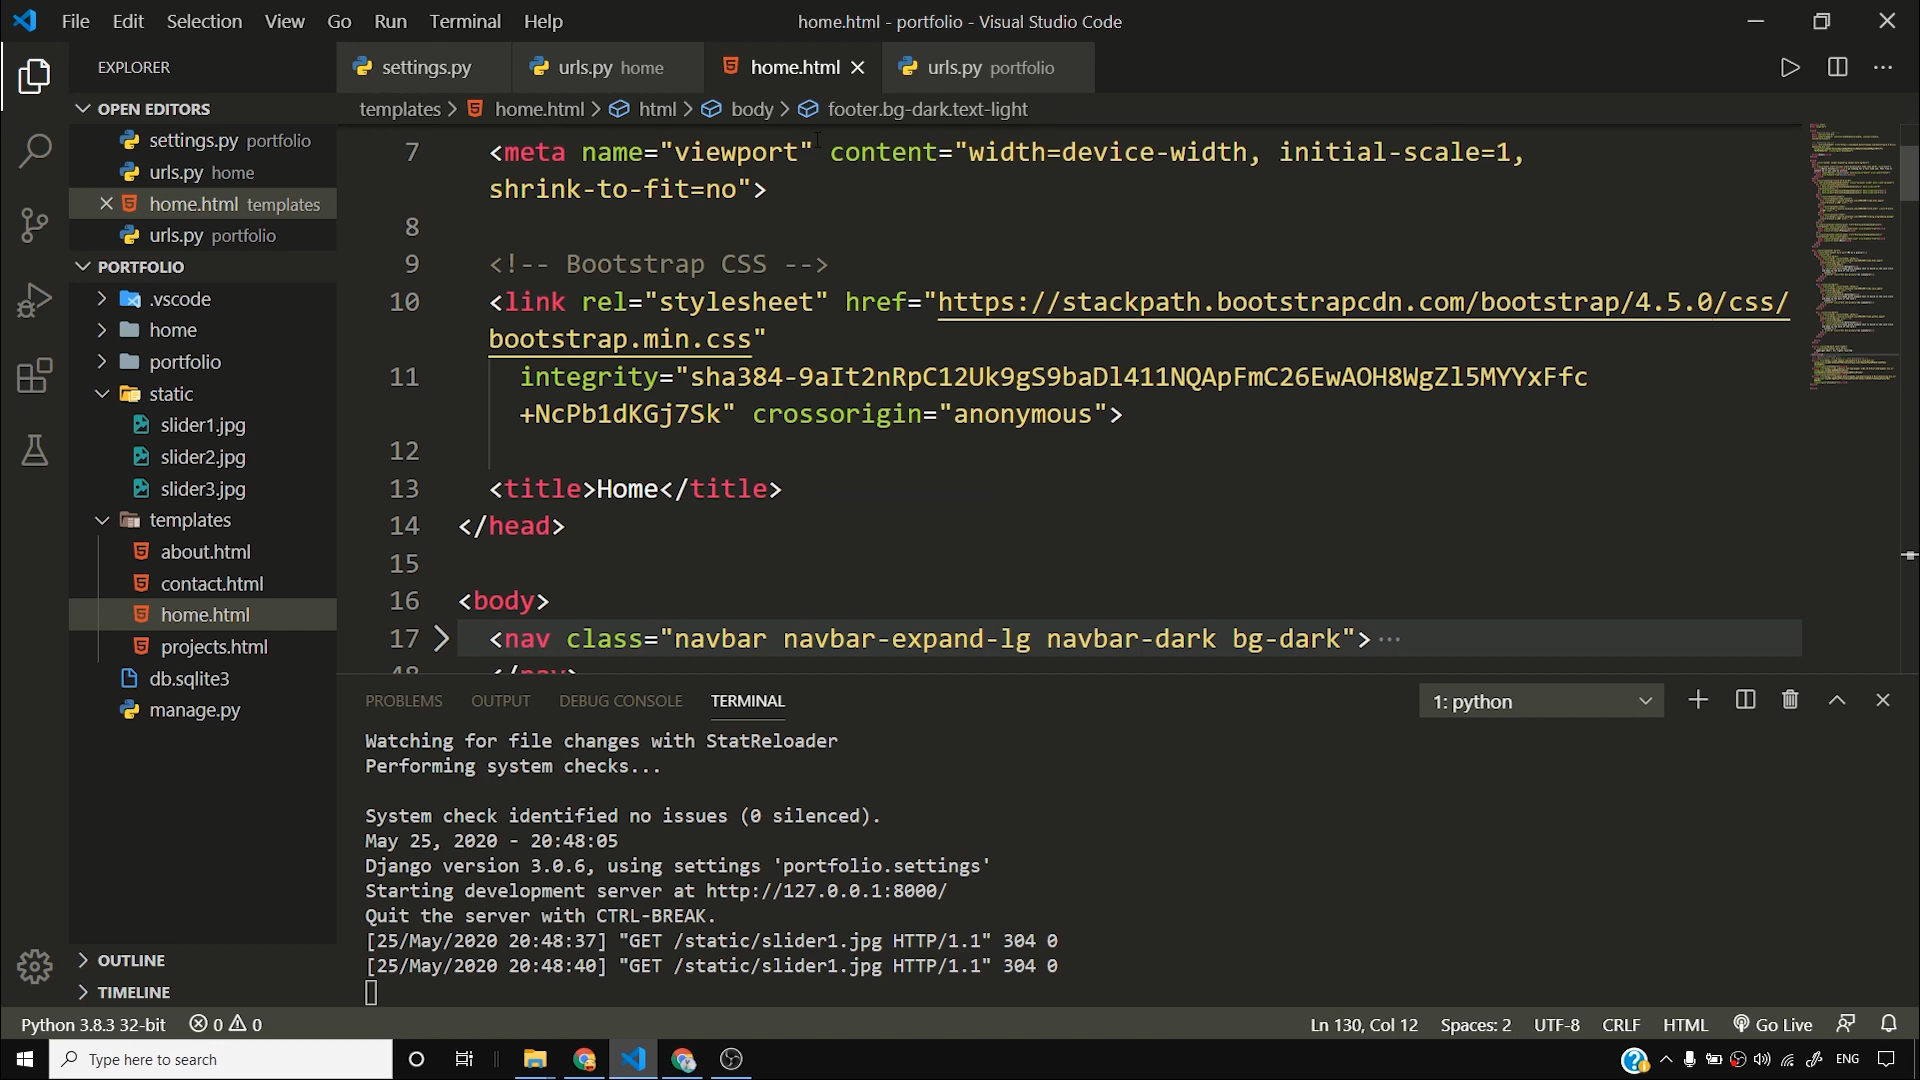 File Edit Selection View Go Run Terminal Help home.html - portfolio - Visual Studio Code
EXPLORER
settings.py urls.py home home.html urls.py portfolio
templates > home.html > html > body > footer.bg-dark.text-light
OPEN EDITORS
settings.py portfolio
urls.py home
home.html templates
urls.py portfolio
PORTFOLIO
.vscode
home
portfolio
static
slider1.jpg
slider2.jpg
slider3.jpg
templates
about.html
contact.html
home.html
projects.html
db.sqlite3
manage.py
OUTLINE
TIMELINE
7 <meta name="viewport" content="width=device-width, initial-scale=1,
shrink-to-fit=no">
8
9 <!-- Bootstrap CSS -->
10 <link rel="stylesheet" href="https://stackpath.bootstrapcdn.com/bootstrap/4.5.0/css/
bootstrap.min.css"
11 integrity="sha384-9aIt2nRpC12Uk9gS9baDl411NQApFmC26EwAOH8WgZl5MYYxFfc
+NcPb1dKGj7Sk" crossorigin="anonymous">
12
13 <title>Home</title>
14 </head>
15
16 <body>
17 <nav class="navbar navbar-expand-lg navbar-dark bg-dark">···
48 </nav>
PROBLEMS OUTPUT DEBUG CONSOLE TERMINAL 1: python
Watching for file changes with StatReloader
Performing system checks...
System check identified no issues (0 silenced).
May 25, 2020 - 20:48:05
Django version 3.0.6, using settings 'portfolio.settings'
Starting development server at http://127.0.0.1:8000/
Quit the server with CTRL-BREAK.
[25/May/2020 20:48:37] "GET /static/slider1.jpg HTTP/1.1" 304 0
[25/May/2020 20:48:40] "GET /static/slider1.jpg HTTP/1.1" 304 0
Python 3.8.3 32-bit 0 0 Ln 130, Col 12 Spaces: 2 UTF-8 CRLF HTML Go Live
Type here to search ENG